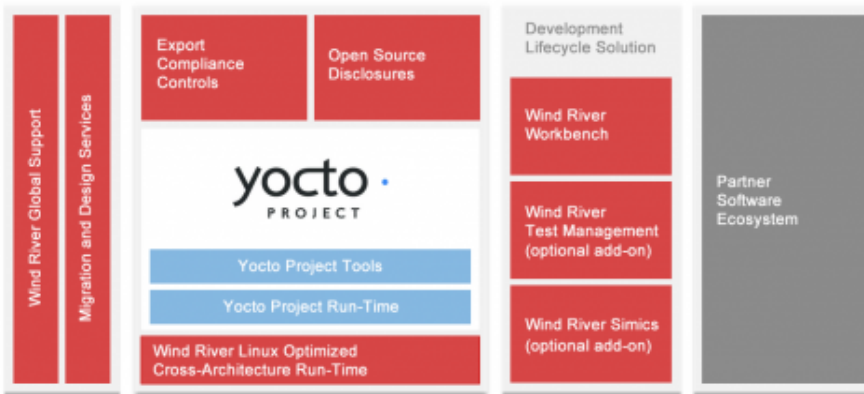 Wind River Global Support
Migration and Design Services
Export
Compliance
Controls
Open Source
Disclosures
yocto
PROJECT
Yocto Project Tools
Yocto Project Run-Time
Wind River Linux Optimized
Cross-Architecture Run-Time
Development
Lifecycle Solution
Wind River
Workbench
Wind River
Test Management
(optional add-on)
Wind River Simics
(optional add-on)
Partner
Software
Ecosystem